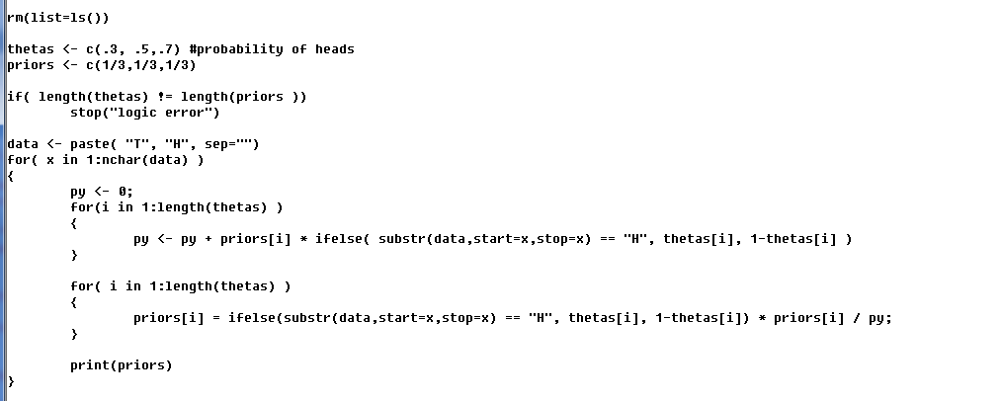 rm(list=ls())
thetas <- c(.3, .5,.7) #probability of heads
priors <- c(1/3,1/3,1/3)
if( length(thetas) != length(priors ))
stop("logic error")
data <- paste( "T", "H", sep="")
for( x in 1:nchar(data) )
{
py <- 0;
for(i in 1:length(thetas) )
{
py <- py + priors[i] * ifelse( substr(data,start=x,stop=x) == "H", thetas[i], 1-thetas[i] )
}
for( i in 1:length(thetas) )
{
priors[i] = ifelse(substr(data,start=x,stop=x) == "H", thetas[i], 1-thetas[i]) * priors[i] / py;
}
print(priors)
}